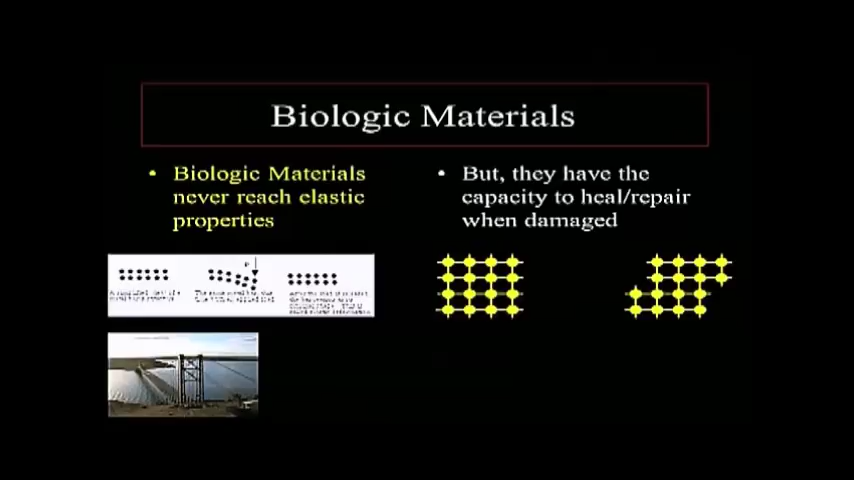 Biologic Materials
• Biologic Materials
never reach elastic
properties
• But, they have the
capacity to heal/repair
when damaged